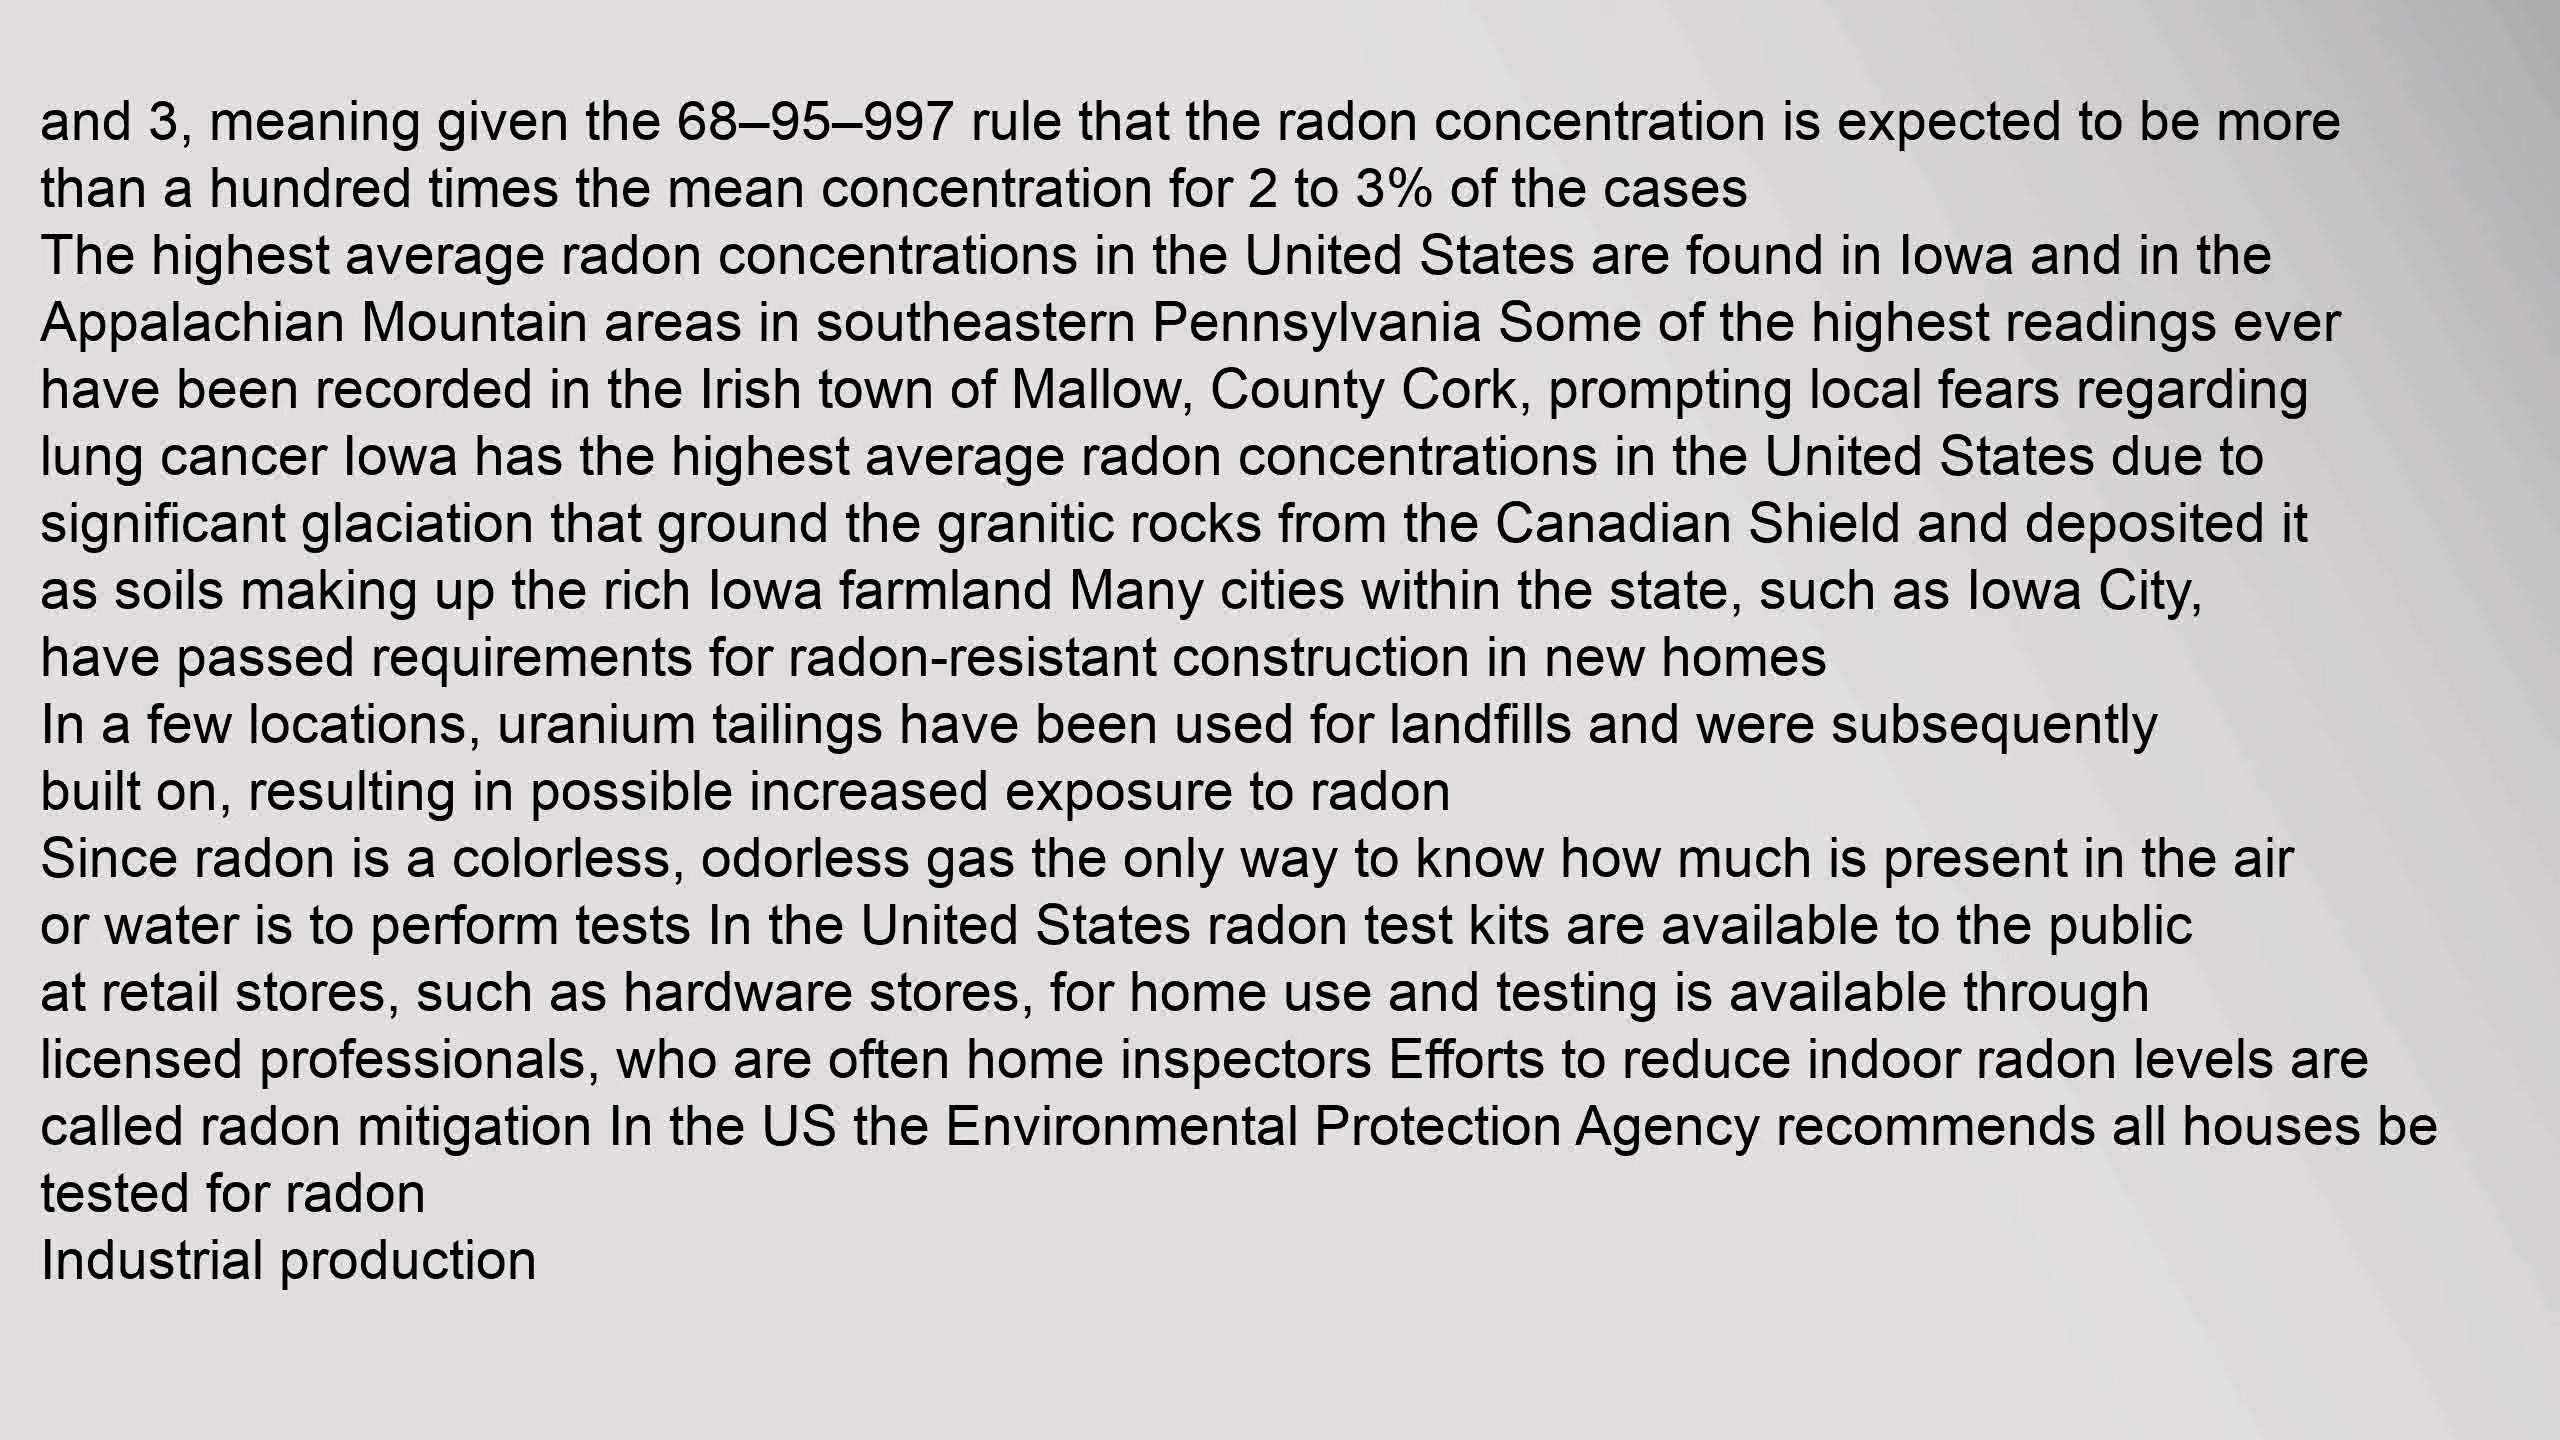 and 3, meaning given the 68–95–997 rule that the radon concentration is expected to be more
than a hundred times the mean concentration for 2 to 3% of the cases
The highest average radon concentrations in the United States are found in Iowa and in the
Appalachian Mountain areas in southeastern Pennsylvania Some of the highest readings ever
have been recorded in the Irish town of Mallow, County Cork, prompting local fears regarding
lung cancer Iowa has the highest average radon concentrations in the United States due to
significant glaciation that ground the granitic rocks from the Canadian Shield and deposited it
as soils making up the rich Iowa farmland Many cities within the state, such as Iowa City,
have passed requirements for radon-resistant construction in new homes
In a few locations, uranium tailings have been used for landfills and were subsequently
built on, resulting in possible increased exposure to radon
Since radon is a colorless, odorless gas the only way to know how much is present in the air
or water is to perform tests In the United States radon test kits are available to the public
at retail stores, such as hardware stores, for home use and testing is available through
licensed professionals, who are often home inspectors Efforts to reduce indoor radon levels are
called radon mitigation In the US the Environmental Protection Agency recommends all houses be
tested for radon
Industrial production